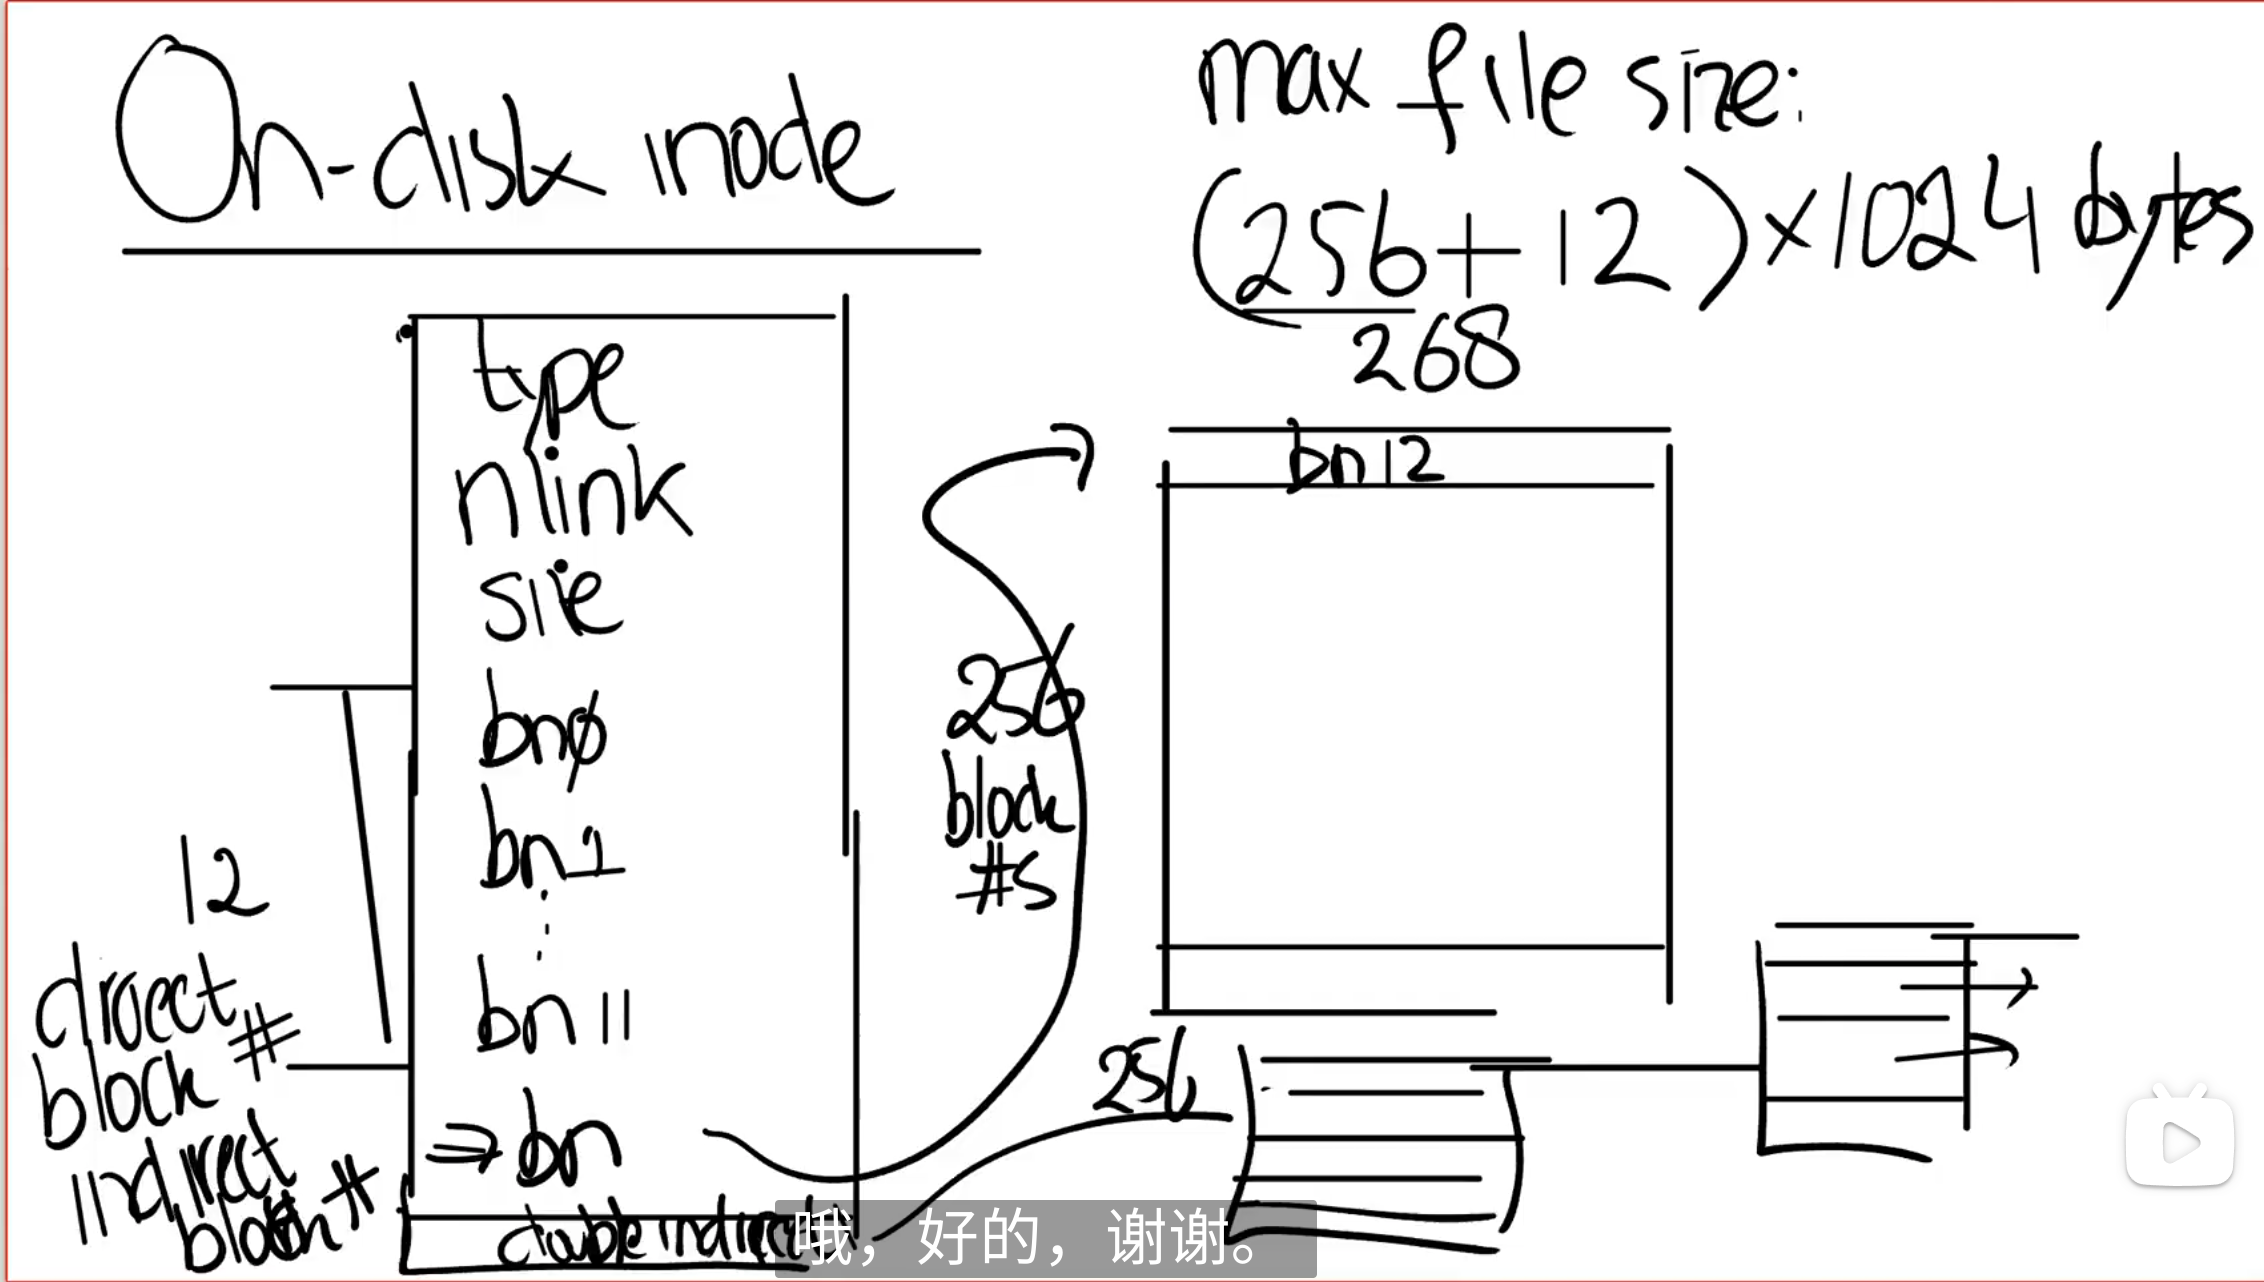 On-disk inode
max file size:
(256+12)×1024 bytes
268
type
nlink
size
bn0
bn1
⋮
bn11
⇒ bn
double indirect
12
direct
block #
indirect
block #
256
block
#s
bn12
256
哦，好的，谢谢。